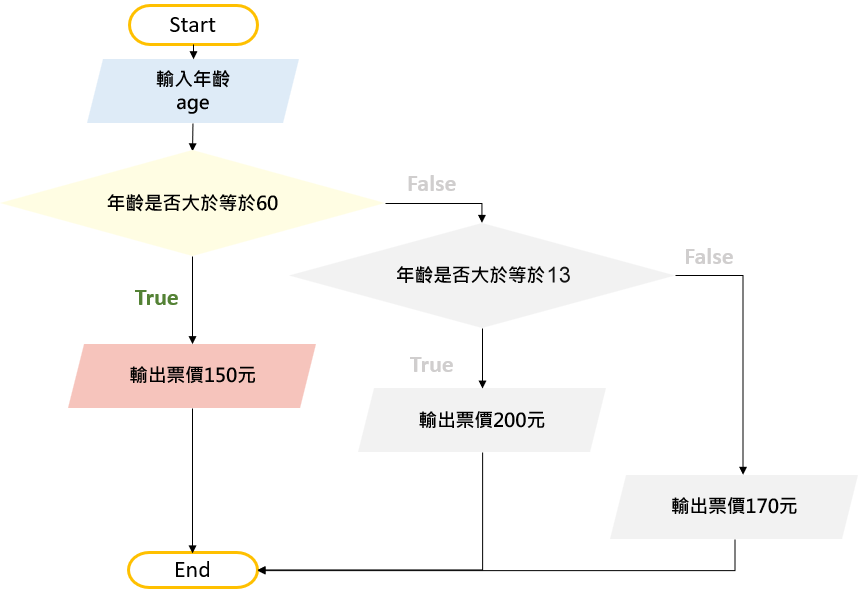 Start
輸入年齡
age
年齡是否大於等於60
False
年齡是否大於等於13
False
True
輸出票價150元
True
輸出票價200元
輸出票價170元
End